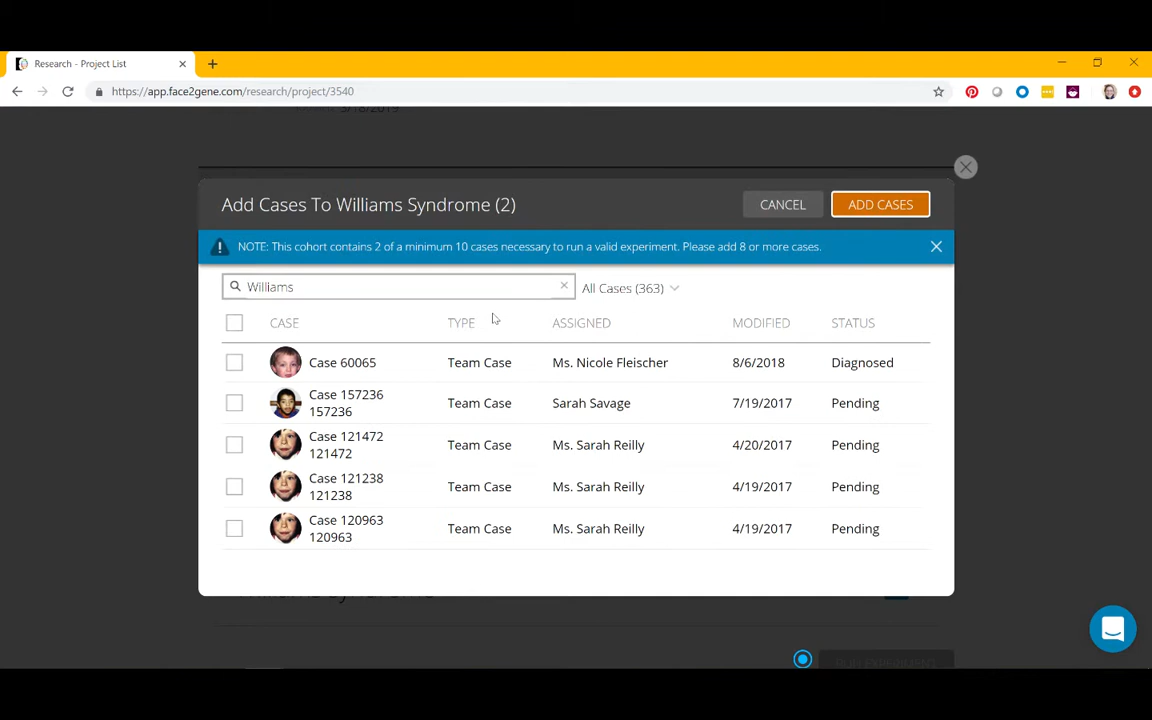 Research - Project List
https://app.face2gene.com/research/project/3540
Add Cases To Williams Syndrome (2)
CANCEL
ADD CASES
NOTE: This cohort contains 2 of a minimum 10 cases necessary to run a valid experiment. Please add 8 or more cases.
Williams
All Cases (363)
CASE TYPE ASSIGNED MODIFIED STATUS
Case 60065 Team Case Ms. Nicole Fleischer 8/6/2018 Diagnosed
Case 157236
157236
Team Case Sarah Savage 7/19/2017 Pending
Case 121472
121472
Team Case Ms. Sarah Reilly 4/20/2017 Pending
Case 121238
121238
Team Case Ms. Sarah Reilly 4/19/2017 Pending
Case 120963
120963
Team Case Ms. Sarah Reilly 4/19/2017 Pending